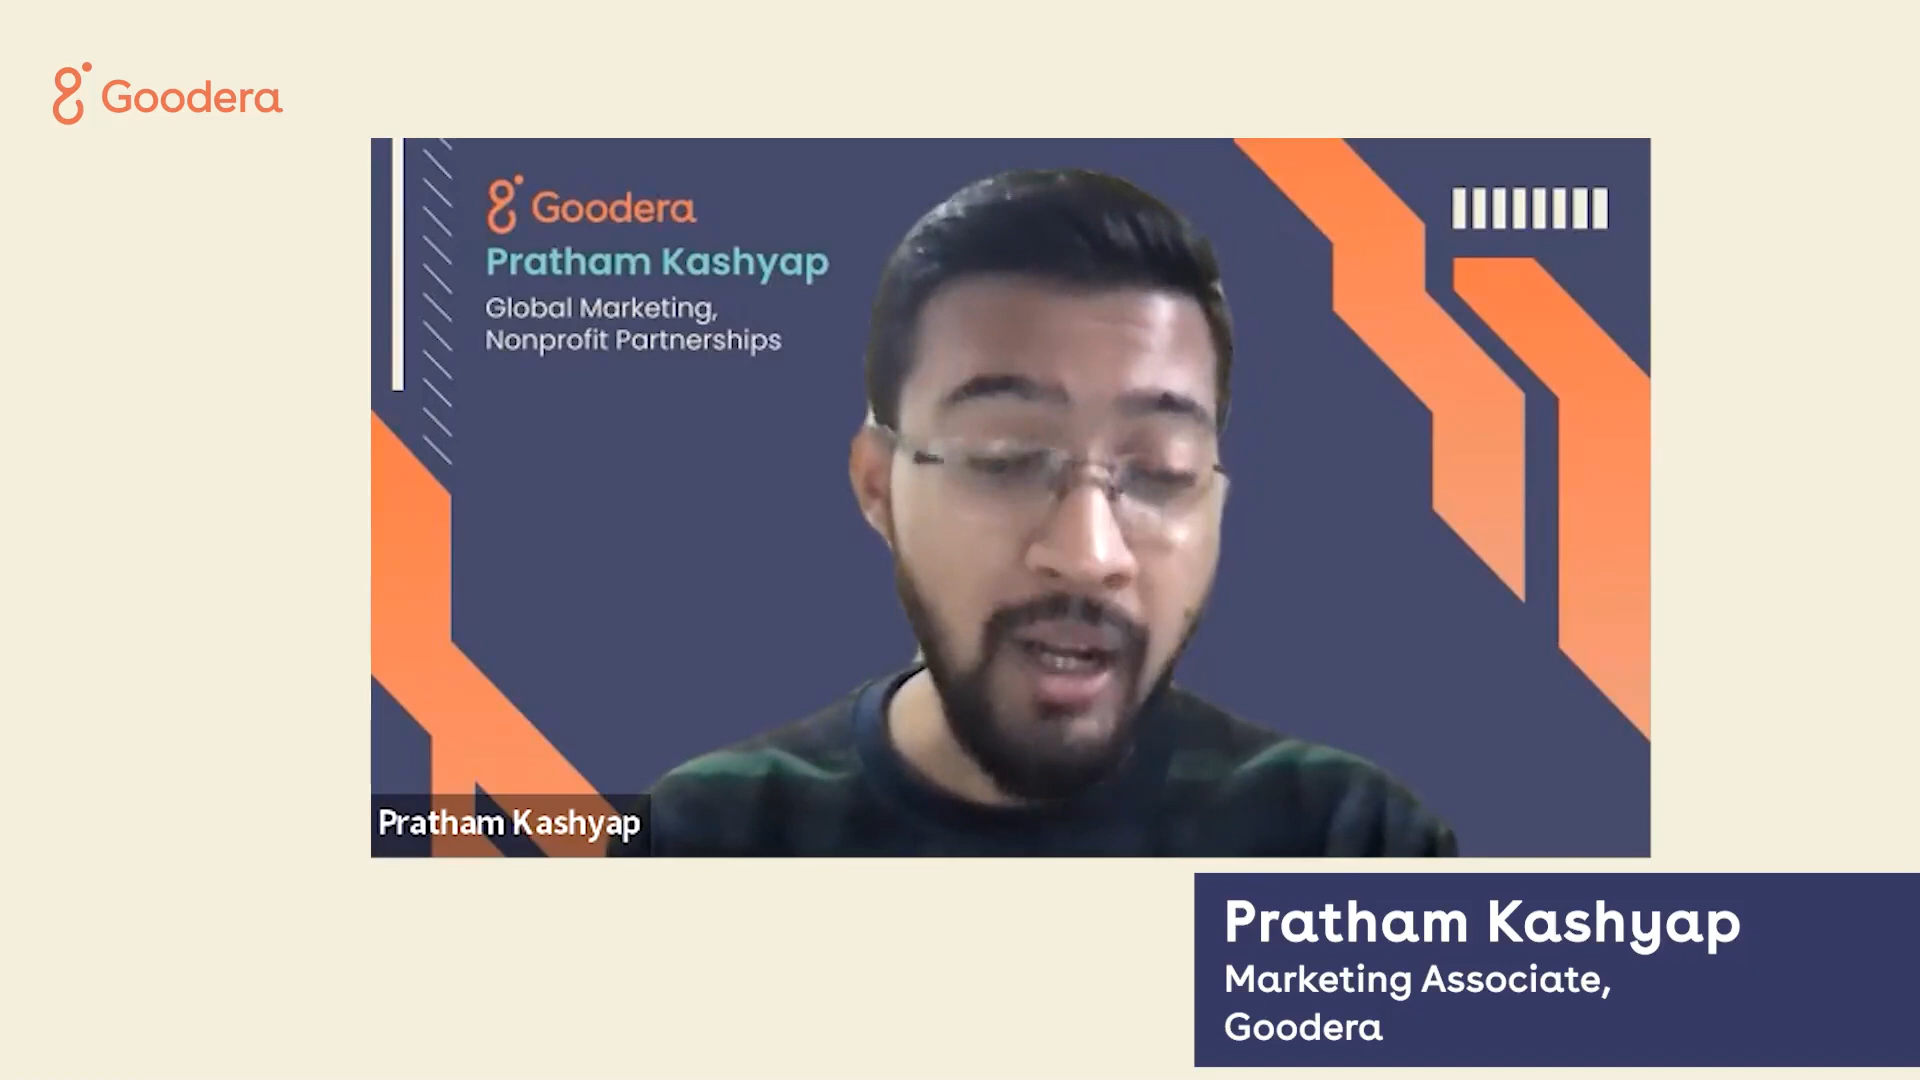 Goodera
Goodera
Pratham Kashyap
Global Marketing,
Nonprofit Partnerships
Pratham Kashyap
Pratham Kashyap
Marketing Associate,
Goodera